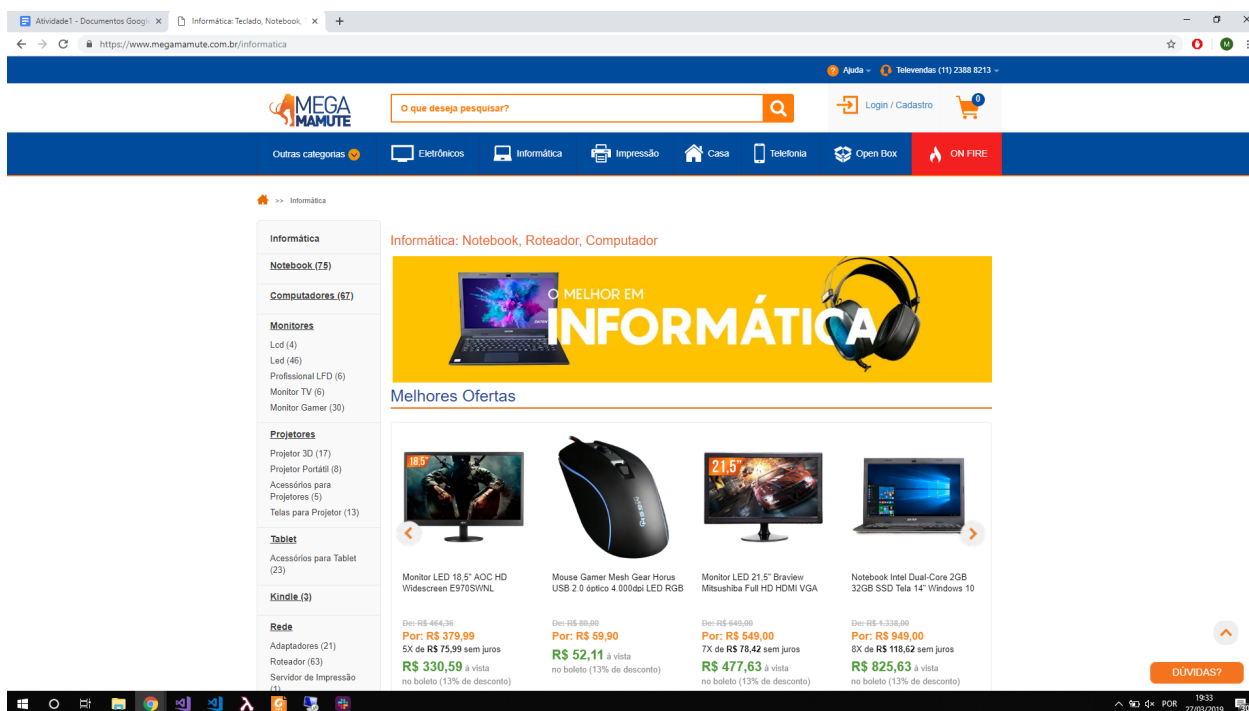 Atividade1 - Documentos Googl
Informática: Teclado, Notebook,
https://www.megamamute.com.br/informatica
M
Ajuda
Televendas (11) 2388 8213
MEGA
MAMUTE
O que deseja pesquisar?
Login / Cadastro
0
Outras categorias
Eletrônicos
Informática
Impressão
Casa
Telefonia
Open Box
ON FIRE
>> Informática
Informática
Notebook (75)
Computadores (67)
Monitores
Lcd (4)
Led (46)
Profissional LFD (6)
Monitor TV (6)
Monitor Gamer (30)
Projetores
Projetor 3D (17)
Projetor Portátil (8)
Acessórios para
Projetores (5)
Telas para Projetor (13)
Tablet
Acessórios para Tablet
(23)
Kindle (3)
Rede
Adaptadores (21)
Roteador (63)
Servidor de Impressão
(1)
Informática: Notebook, Roteador, Computador
O MELHOR EM
INFORMÁTICA
Melhores Ofertas
18,5"
21,5"
Monitor LED 18,5" AOC HD
Widescreen E970SWNL
De: R$ 464,36
Por: R$ 379,99
5X de R$ 75,99 sem juros
R$ 330,59 à vista
no boleto (13% de desconto)
Mouse Gamer Mesh Gear Horus
USB 2.0 óptico 4.000dpi LED RGB
De: R$ 80,00
Por: R$ 59,90
R$ 52,11 à vista
no boleto (13% de desconto)
Monitor LED 21,5" Braview
Mitsushiba Full HD HDMI VGA
De: R$ 649,00
Por: R$ 549,00
7X de R$ 78,42 sem juros
R$ 477,63 à vista
no boleto (13% de desconto)
Notebook Intel Dual-Core 2GB
32GB SSD Tela 14" Windows 10
De: R$ 1.338,00
Por: R$ 949,00
8X de R$ 118,62 sem juros
R$ 825,63 à vista
no boleto (13% de desconto)
DÚVIDAS?
POR
19:33
27/03/2019